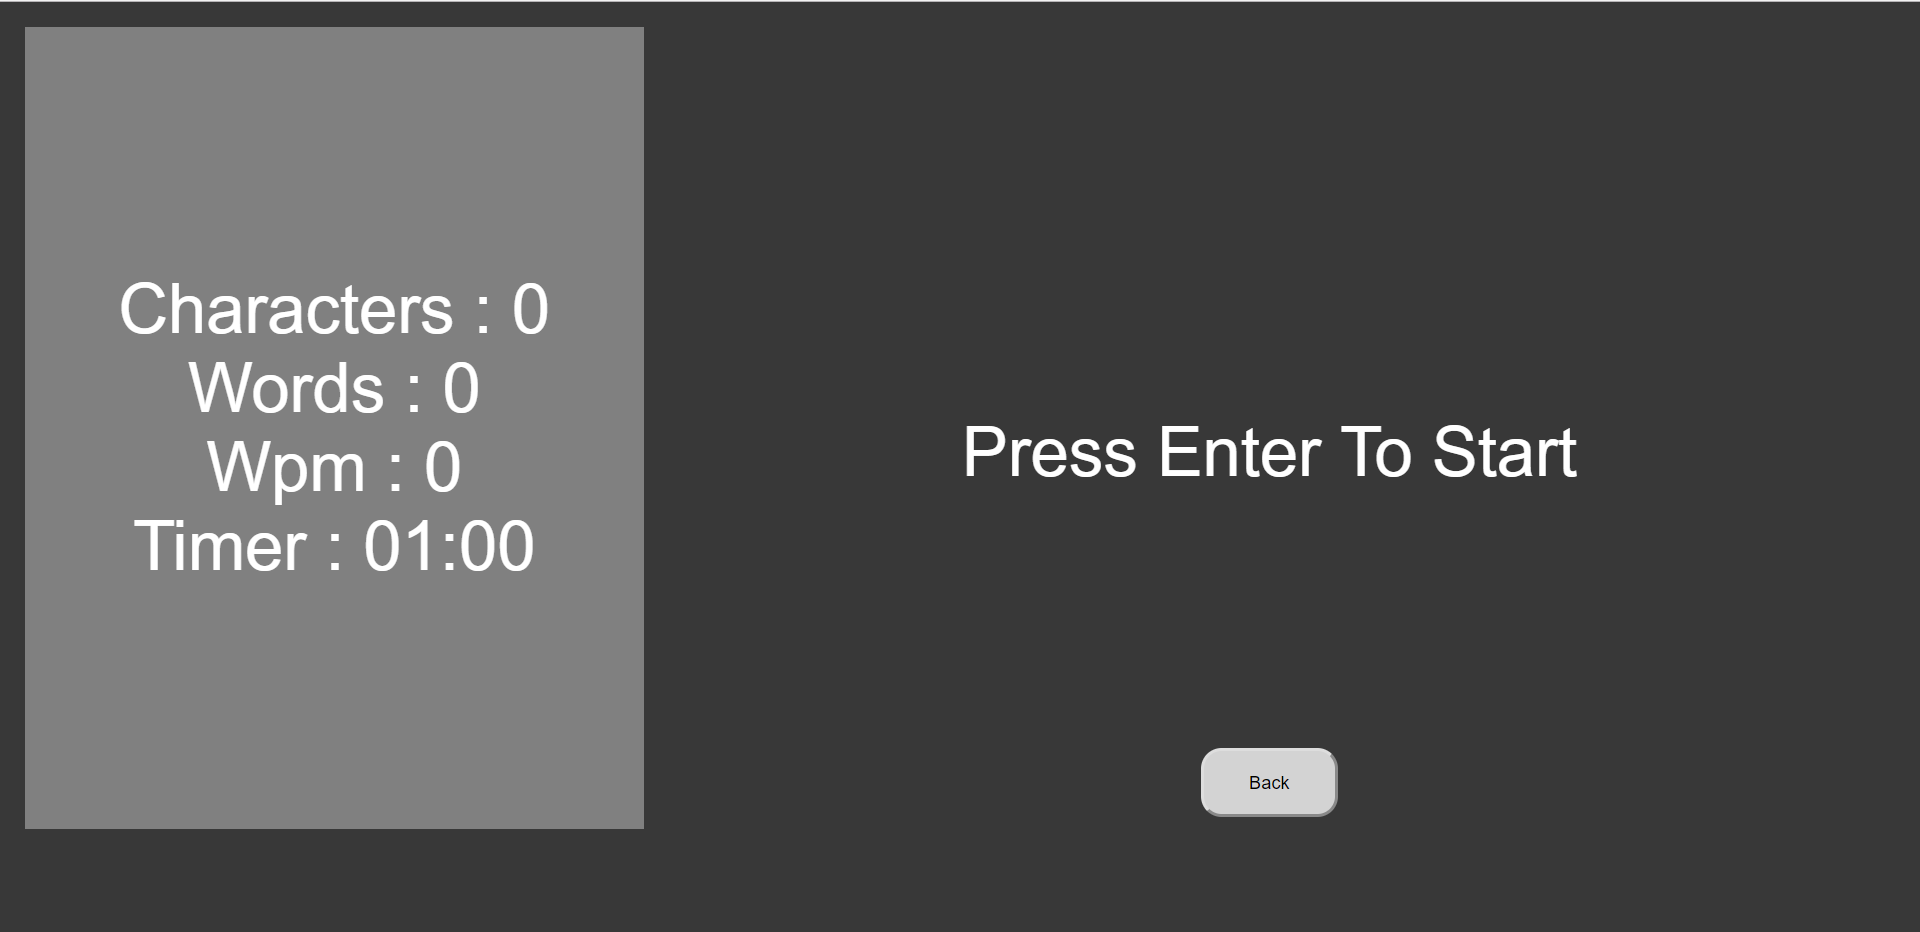 Characters : 0
Words : 0
Wpm : 0
Timer : 01:00
Press Enter To Start
Back